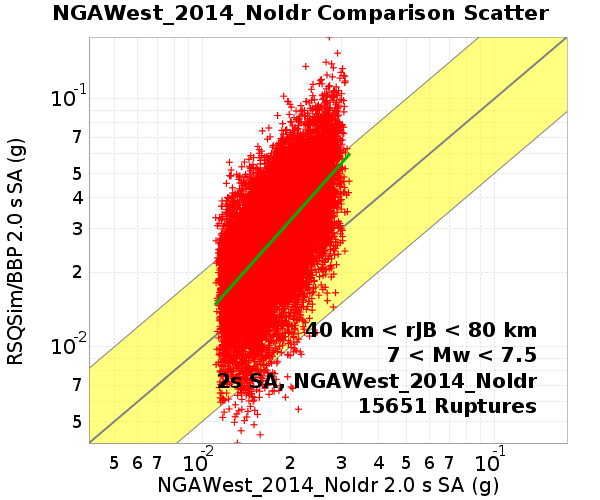 NGAWest_2014_NoIdr Comparison Scatter
RSQSim/BBP 2.0 s SA (g)
10-1
7
5
4
3
2
10-2
7
5
40 km < rJB < 80 km
7 < Mw < 7.5
2s SA, NGAWest_2014_NoIdr
15651 Ruptures
5 6 7 10-2 2 3 4 5 6 7 10-1
NGAWest_2014_NoIdr 2.0 s SA (g)